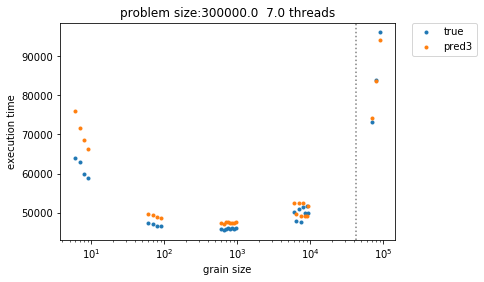 problem size:300000.0  7.0 threads
true
pred3
execution time
90000
80000
70000
60000
50000
10¹
10²
10³
10⁴
10⁵
grain size